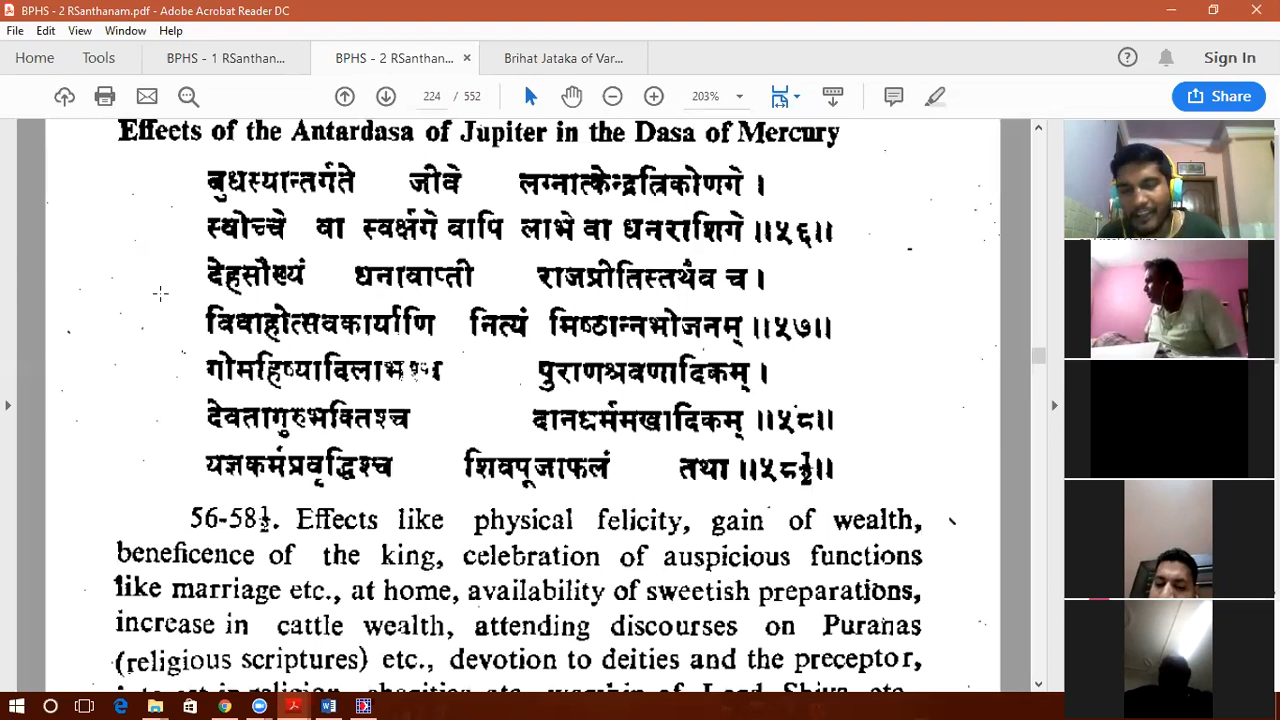 BPHS - 2 RSanthanam.pdf - Adobe Acrobat Reader DC
File Edit View Window Help
Home Tools BPHS - 1 RSanthan... BPHS - 2 RSanthan... Brihat Jataka of Var... Sign In
224 / 552 203% Share
Effects of the Antardasa of Jupiter in the Dasa of Mercury
बुधस्यान्तर्गते जीवे लग्नात्केन्द्रत्रिकोणगे ।
स्वोच्चे वा स्वर्क्षगे वापि लाभे वा धनराशिगे ॥५६॥
देहसौख्यं धनावाप्ती राजप्रीतिस्तथैव च ।
विवाहोत्सवकार्याणि नित्यं मिष्ठान्नभोजनम् ॥५७॥
पुराणश्रवणादिकम् ।
देवतागुरुभक्तिश्च दानधर्ममखादिकम् ॥५८॥
यज्ञकर्मप्रवृद्धिश्च शिवपूजाफलं तथा ॥५८½॥
56-58½. Effects like physical felicity, gain of wealth,
beneficence of the king, celebration of auspicious functions
like marriage etc., at home, availability of sweetish preparations,
increase in cattle wealth, attending discourses on Puranas
(religious scriptures) etc., devotion to deities and the preceptor,